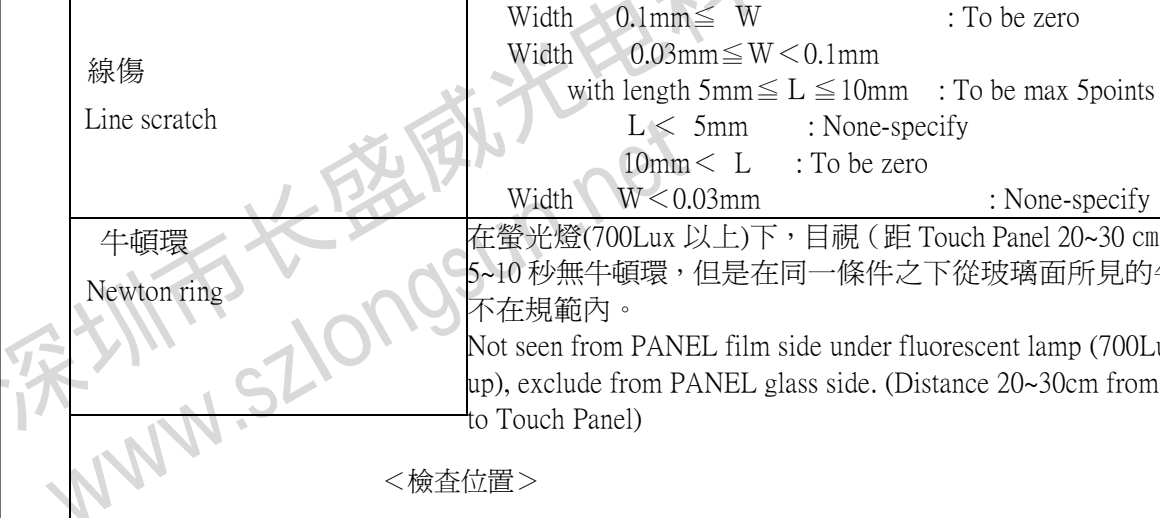 Width 0.1mm≦ W : To be zero
線傷
Line scratch
Width 0.03mm≦W＜0.1mm
with length 5mm≦ L ≦10mm : To be max 5points
L＜ 5mm : None-specify
10mm＜ L : To be zero
Width W＜0.03mm : None-specify
牛頓環
Newton ring
在螢光燈(700Lux 以上)下，目視（距 Touch Panel 20~30 cm
5~10 秒無牛頓環，但是在同一條件之下從玻璃面所見的
不在規範內。
Not seen from PANEL film side under fluorescent lamp (700Lu
up), exclude from PANEL glass side. (Distance 20~30cm from
to Touch Panel)
＜檢查位置＞
深圳市长盛威光电科
www.szlongsun.net